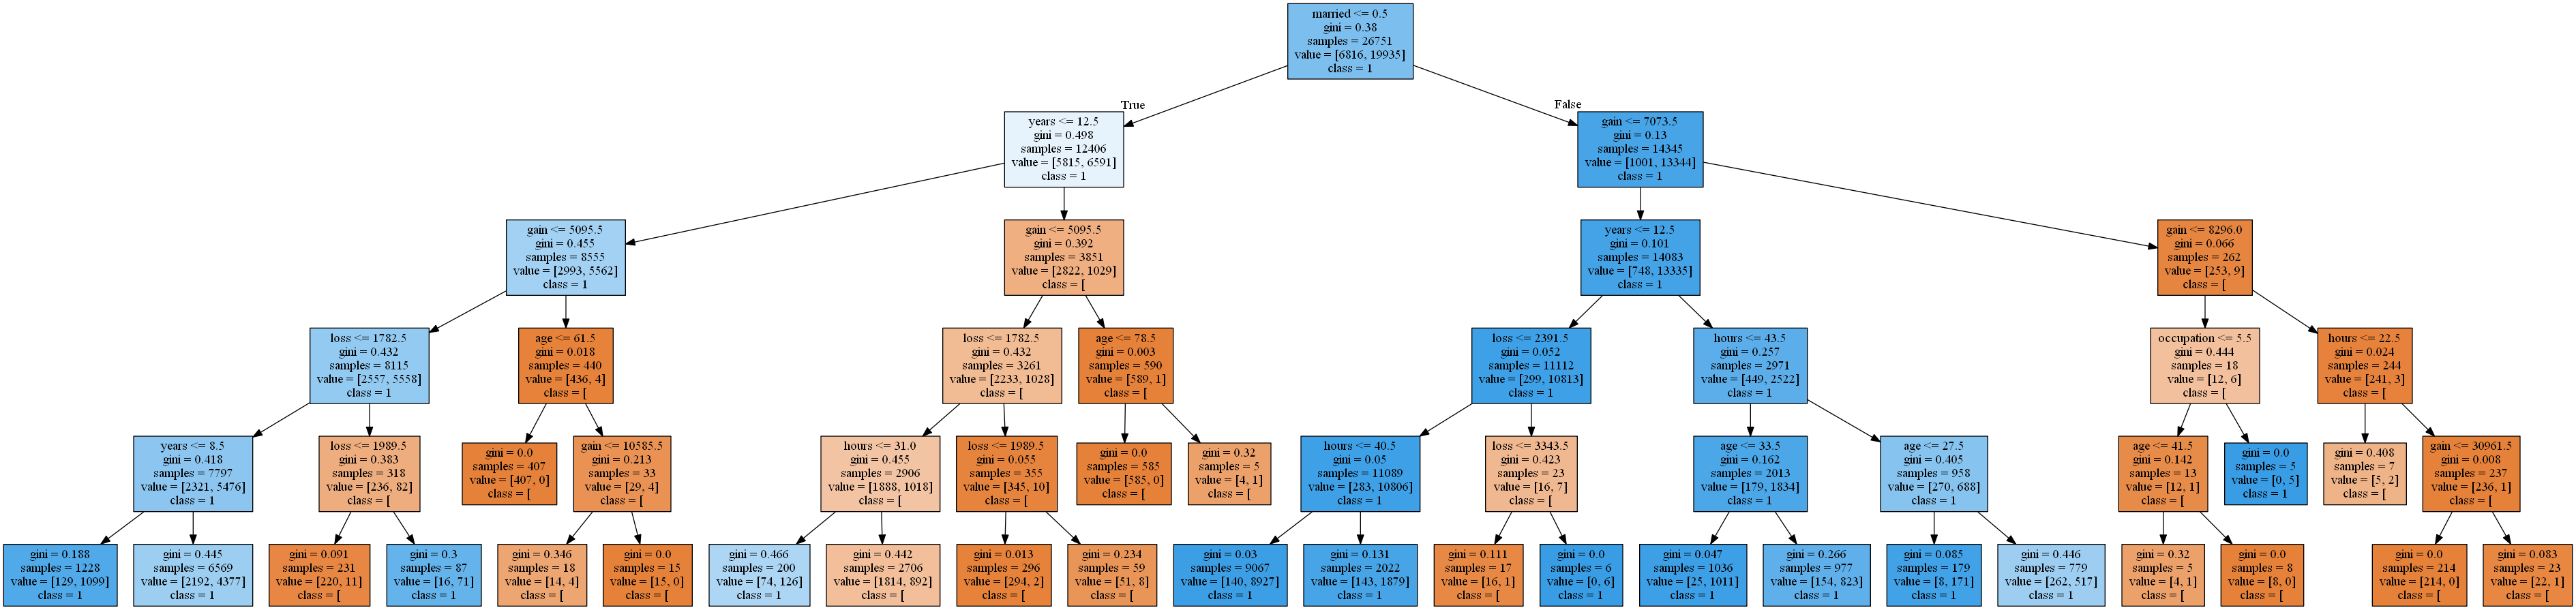 married <= 0.5
gini = 0.38
samples = 26751
value = [6816, 19935]
class = 1
True
False
years <= 12.5
gini = 0.498
samples = 12406
value = [5815, 6591]
class = 1
gain <= 7073.5
gini = 0.13
samples = 14345
value = [1001, 13344]
class = 1
gain <= 5095.5
gini = 0.455
samples = 8555
value = [2993, 5562]
class = 1
gain <= 5095.5
gini = 0.392
samples = 3851
value = [2822, 1029]
class = [
years <= 12.5
gini = 0.101
samples = 14083
value = [748, 13335]
class = 1
gain <= 8296.0
gini = 0.066
samples = 262
value = [253, 9]
class = [
loss <= 1782.5
gini = 0.432
samples = 8115
value = [2557, 5558]
class = 1
age <= 61.5
gini = 0.018
samples = 440
value = [436, 4]
class = [
loss <= 1782.5
gini = 0.432
samples = 3261
value = [2233, 1028]
class = [
age <= 78.5
gini = 0.003
samples = 590
value = [589, 1]
class = [
loss <= 2391.5
gini = 0.052
samples = 11112
value = [299, 10813]
class = 1
hours <= 43.5
gini = 0.257
samples = 2971
value = [449, 2522]
class = 1
occupation <= 5.5
gini = 0.444
samples = 18
value = [12, 6]
class = [
hours <= 22.5
gini = 0.024
samples = 244
value = [241, 3]
class = [
years <= 8.5
gini = 0.418
samples = 7797
value = [2321, 5476]
class = 1
loss <= 1989.5
gini = 0.383
samples = 318
value = [236, 82]
class = [
gini = 0.0
samples = 407
value = [407, 0]
class = [
gain <= 10585.5
gini = 0.213
samples = 33
value = [29, 4]
class = [
hours <= 31.0
gini = 0.455
samples = 2906
value = [1888, 1018]
class = [
loss <= 1989.5
gini = 0.055
samples = 355
value = [345, 10]
class = [
gini = 0.0
samples = 585
value = [585, 0]
class = [
gini = 0.32
samples = 5
value = [4, 1]
class = [
hours <= 40.5
gini = 0.05
samples = 11089
value = [283, 10806]
class = 1
loss <= 3343.5
gini = 0.423
samples = 23
value = [16, 7]
class = [
age <= 33.5
gini = 0.162
samples = 2013
value = [179, 1834]
class = 1
age <= 27.5
gini = 0.405
samples = 958
value = [270, 688]
class = 1
age <= 41.5
gini = 0.142
samples = 13
value = [12, 1]
class = [
gini = 0.0
samples = 5
value = [0, 5]
class = 1
gini = 0.408
samples = 7
value = [5, 2]
class = [
gain <= 30961.5
gini = 0.008
samples = 237
value = [236, 1]
class = [
gini = 0.188
samples = 1228
value = [129, 1099]
class = 1
gini = 0.445
samples = 6569
value = [2192, 4377]
class = 1
gini = 0.091
samples = 231
value = [220, 11]
class = [
gini = 0.3
samples = 87
value = [16, 71]
class = 1
gini = 0.346
samples = 18
value = [14, 4]
class = [
gini = 0.0
samples = 15
value = [15, 0]
class = [
gini = 0.466
samples = 200
value = [74, 126]
class = 1
gini = 0.442
samples = 2706
value = [1814, 892]
class = [
gini = 0.013
samples = 296
value = [294, 2]
class = [
gini = 0.234
samples = 59
value = [51, 8]
class = [
gini = 0.03
samples = 9067
value = [140, 8927]
class = 1
gini = 0.131
samples = 2022
value = [143, 1879]
class = 1
gini = 0.111
samples = 17
value = [16, 1]
class = [
gini = 0.0
samples = 6
value = [0, 6]
class = 1
gini = 0.047
samples = 1036
value = [25, 1011]
class = 1
gini = 0.266
samples = 977
value = [154, 823]
class = 1
gini = 0.085
samples = 179
value = [8, 171]
class = 1
gini = 0.446
samples = 779
value = [262, 517]
class = 1
gini = 0.32
samples = 5
value = [4, 1]
class = [
gini = 0.0
samples = 8
value = [8, 0]
class = [
gini = 0.0
samples = 214
value = [214, 0]
class = [
gini = 0.083
samples = 23
value = [22, 1]
class = [